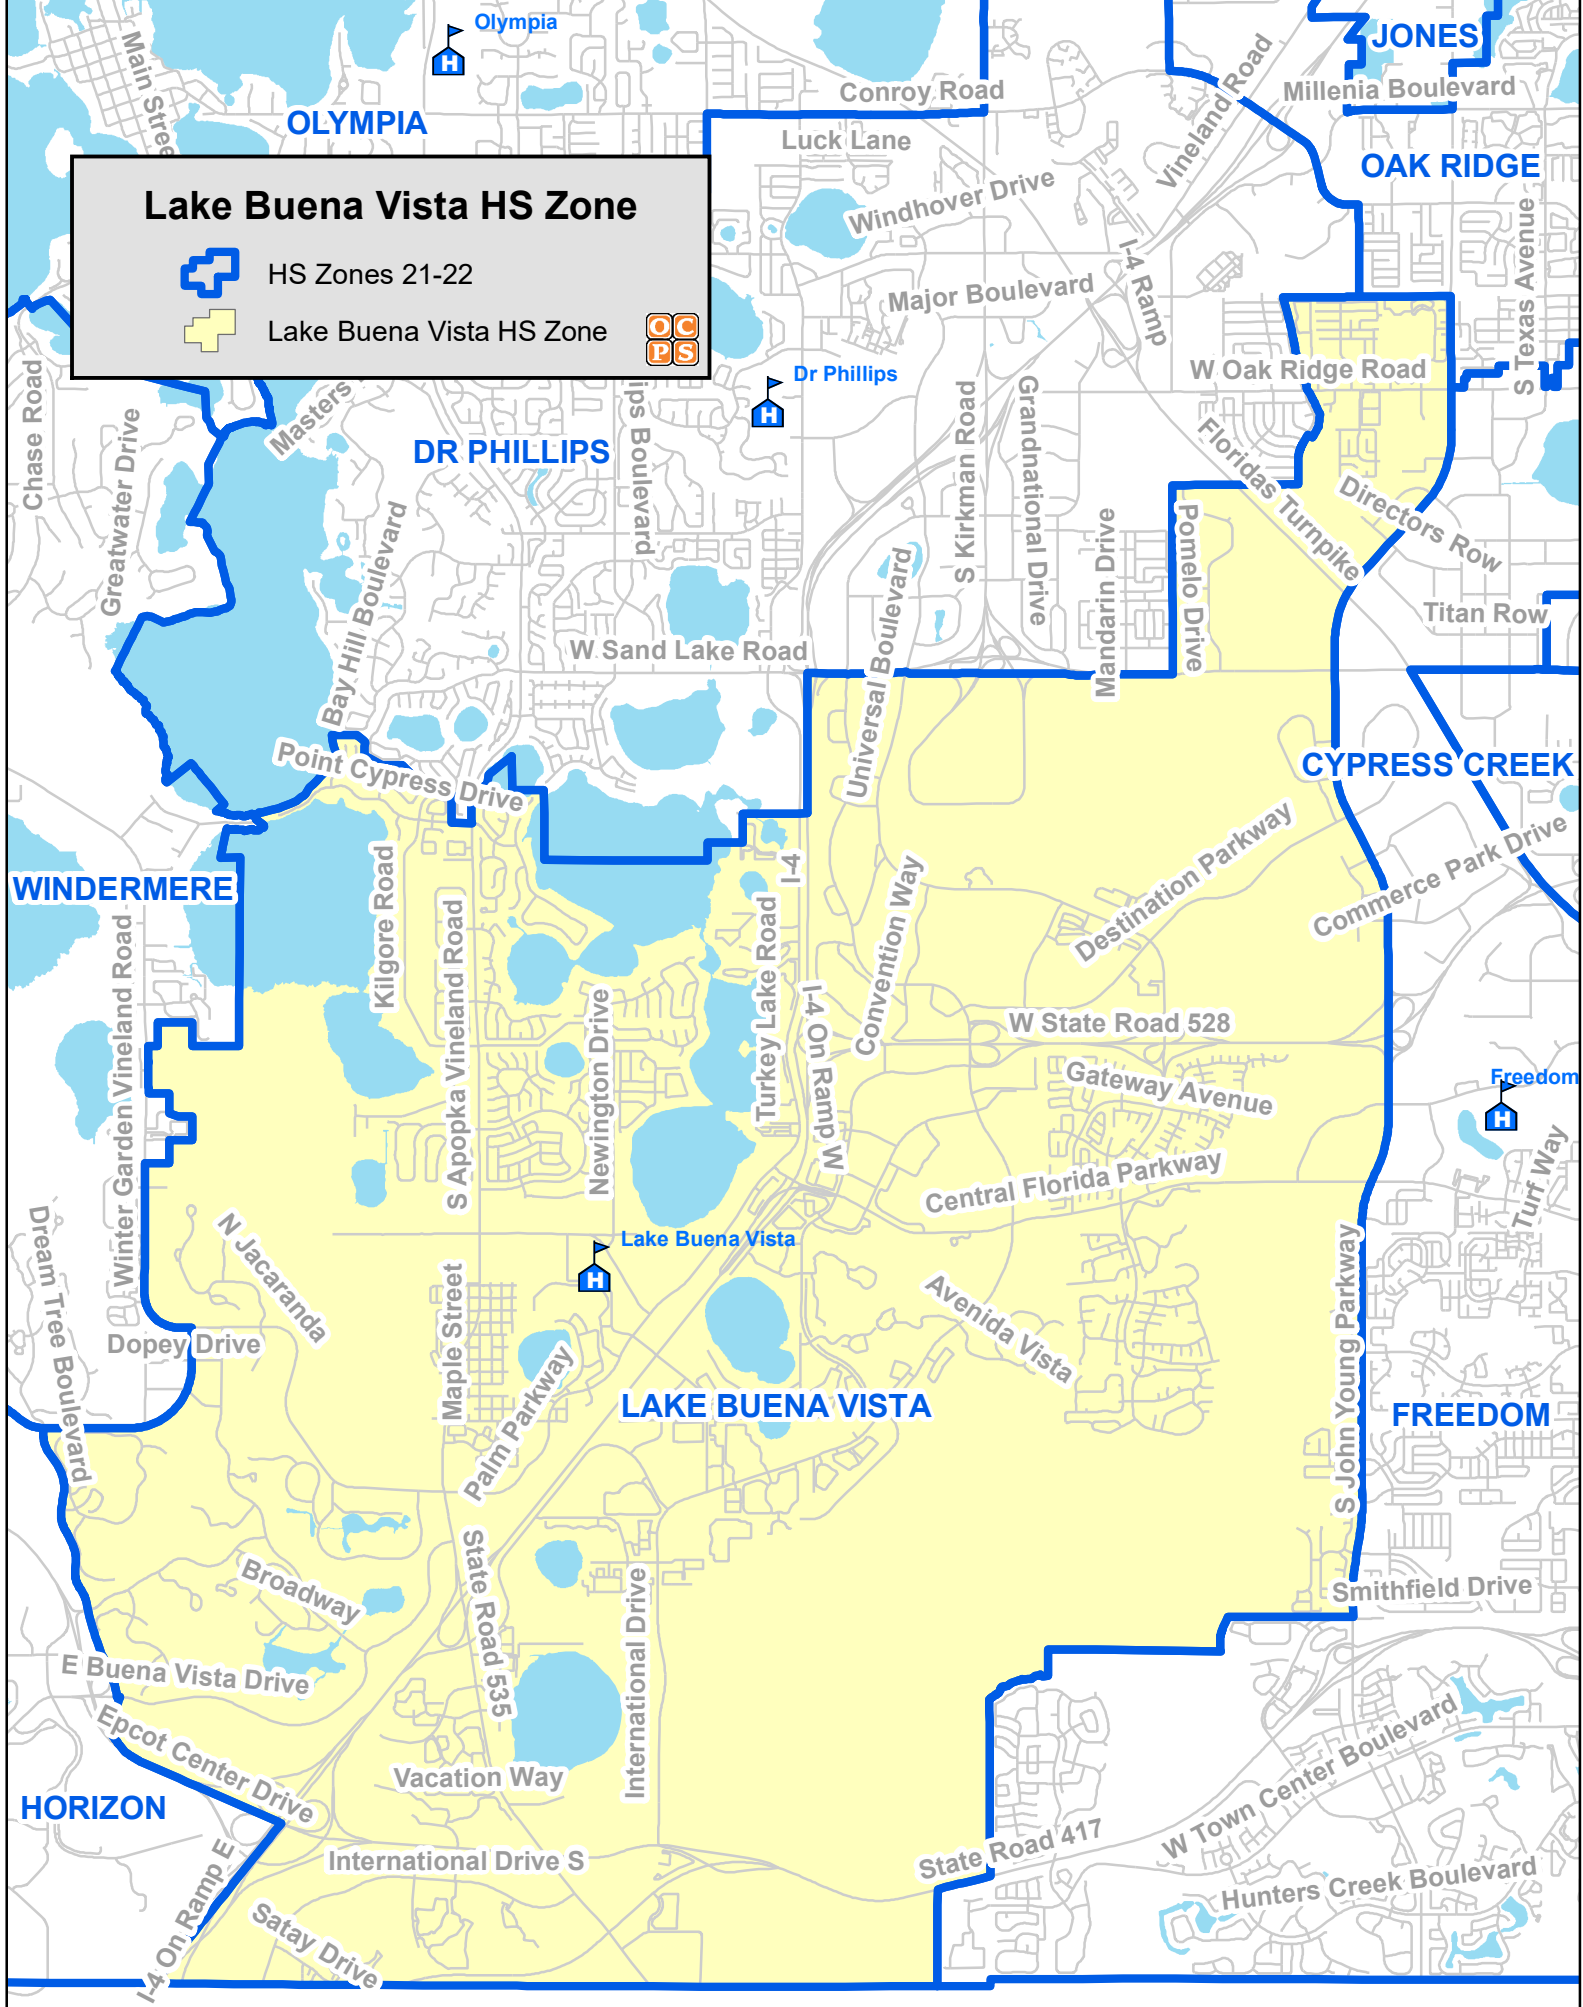 Olympia
JONES
Main Stree
Conroy Road
Vineland Road
Millenia Boulevard
OLYMPIA
Luck Lane
OAK RIDGE
Lake Buena Vista HS Zone
HS Zones 21-22
Lake Buena Vista HS Zone
OC
PS
Windhover Drive
I-4 Ramp
Major Boulevard
S Texas Avenue
Chase Road
Greatwater Drive
Masters
DR PHILLIPS
ips Boulevard
Dr Phillips
H
H
W Oak Ridge Road
S Kirkman Road
Grandnational Drive
Floridas Turnpike
Directors Row
Bay Hill Boulevard
Universal Boulevard
Mandarin Drive
Pomelo Drive
Titan Row
W Sand Lake Road
Point Cypress Drive
CYPRESS CREEK
Destination Parkway
Commerce Park Drive
WINDERMERE
Kilgore Road
S Apopka Vineland Road
Turkey Lake Road
I-4
Convention Way
Winter Garden Vineland Road
Newington Drive
I-4 On Ramp W
W State Road 528
Gateway Avenue
Freedom
H
Central Florida Parkway
Turf Way
Dream Tree Boulevard
N Jacaranda
Lake Buena Vista
H
Maple Street
Avenida Vista
S John Young Parkway
Dopey Drive
Palm Parkway
LAKE BUENA VISTA
FREEDOM
State Road 535
Broadway
International Drive
Smithfield Drive
E Buena Vista Drive
Epcot Center Drive
Vacation Way
HORIZON
W Town Center Boulevard
State Road 417
International Drive S
I-4 On Ramp E
Hunters Creek Boulevard
Satay Drive